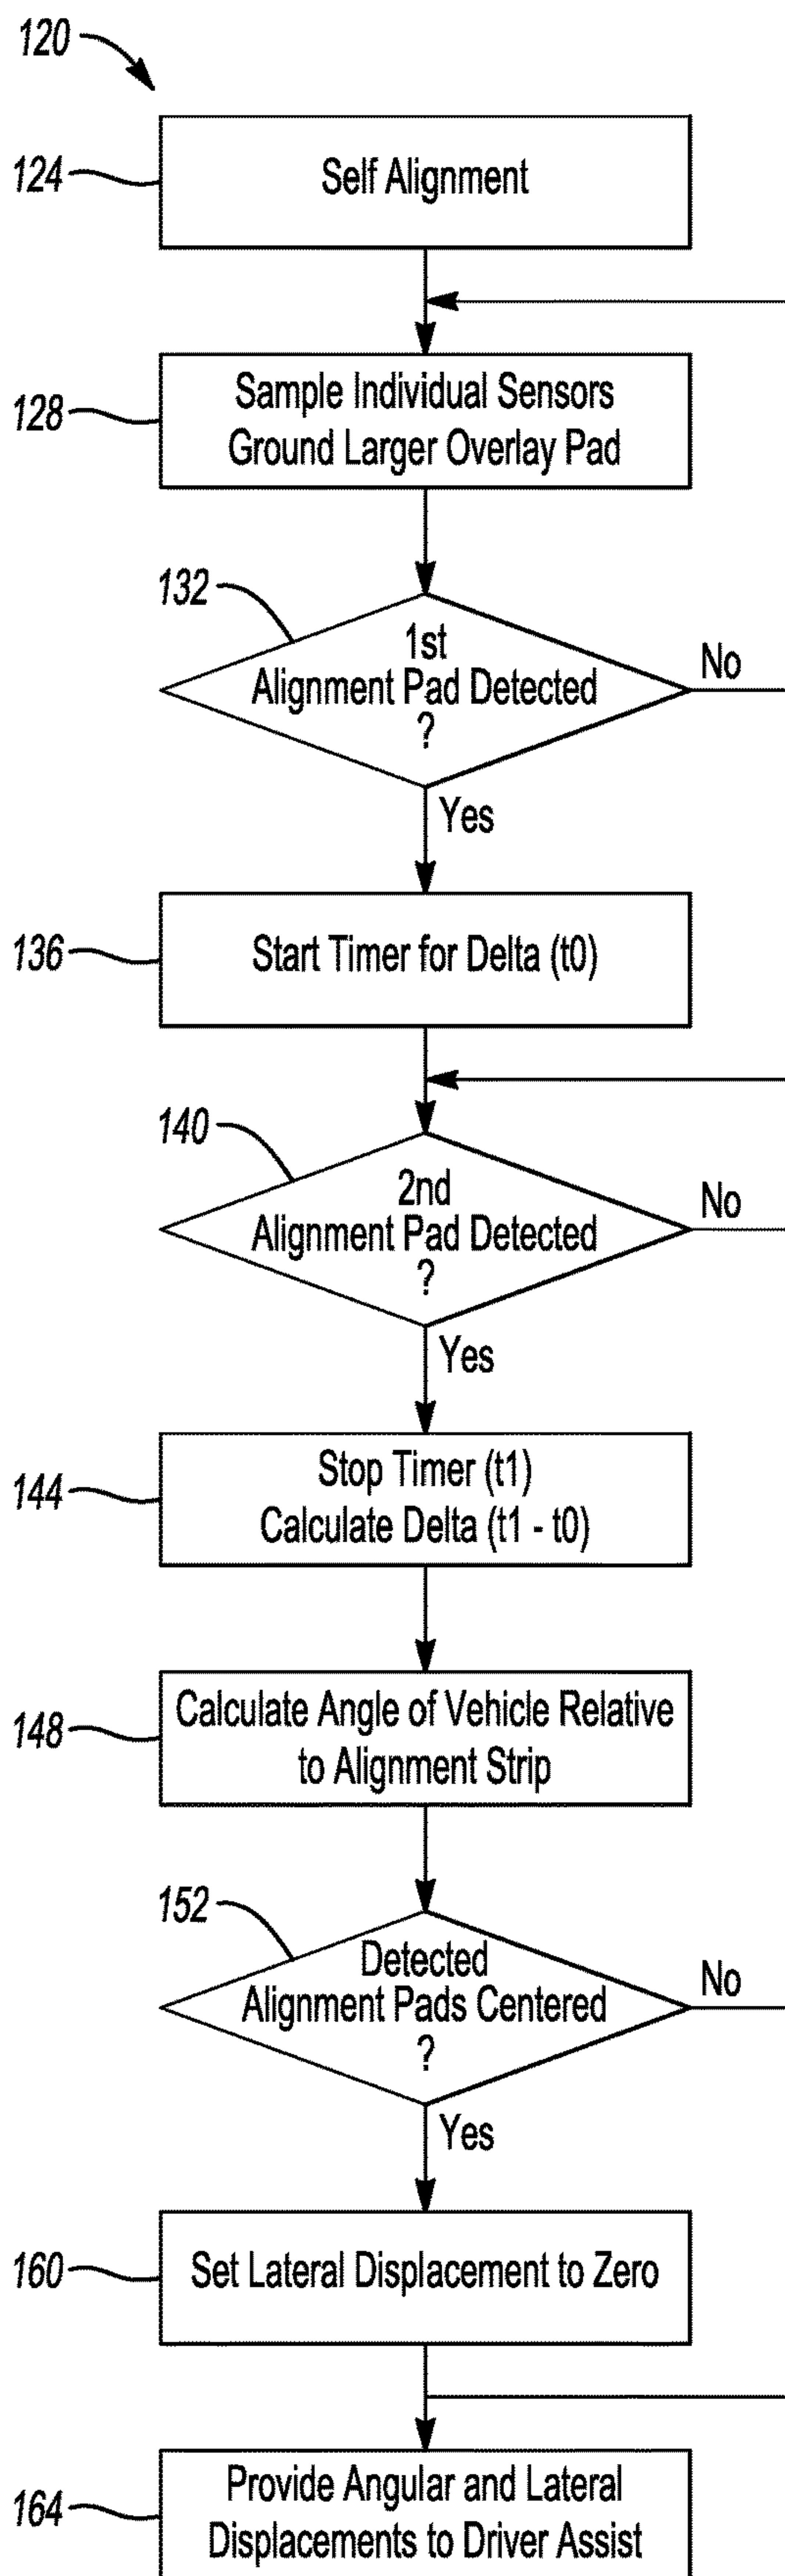 120
124
Self Alignment
128
Sample Individual Sensors
Ground Larger Overlay Pad
132
1st
Alignment Pad Detected
?
No
Yes
136
Start Timer for Delta (t0)
140
2nd
Alignment Pad Detected
?
No
Yes
144
Stop Timer (t1)
Calculate Delta (t1 - t0)
148
Calculate Angle of Vehicle Relative
to Alignment Strip
152
Detected
Alignment Pads Centered
?
No
Yes
160
Set Lateral Displacement to Zero
164
Provide Angular and Lateral
Displacements to Driver Assist